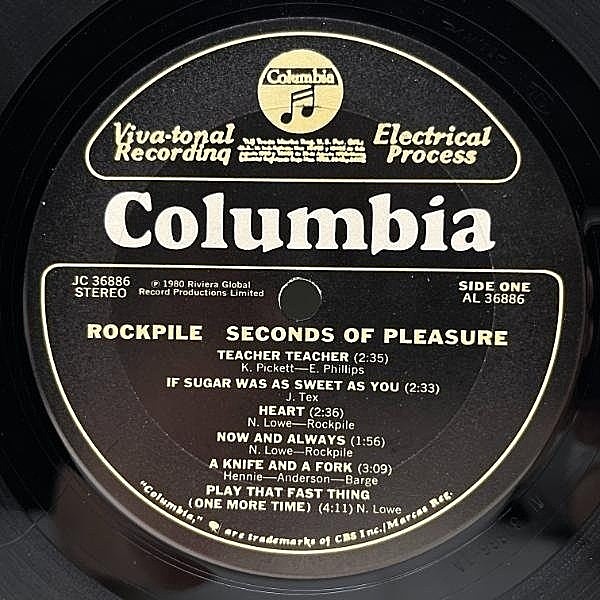 Columbia
Viva-tonal
Recording
Electrical
Process
Columbia
JC 36886
STEREO
℗ 1980 Riviera Global
Record Productions Limited
SIDE ONE
AL 36886
ROCKPILE SECONDS OF PLEASURE
TEACHER TEACHER (2:35)
K. Pickett—E. Phillips
IF SUGAR WAS AS SWEET AS YOU (2:33)
J. Tex
HEART (2:36)
N. Lowe—Rockpile
NOW AND ALWAYS (1:56)
N. Lowe—Rockpile
A KNIFE AND A FORK (3:09)
Hennie—Anderson—Barge
PLAY THAT FAST THING
(ONE MORE TIME) (4:11) N. Lowe
"Columbia," are trademarks of CBS Inc./Marcas Reg.